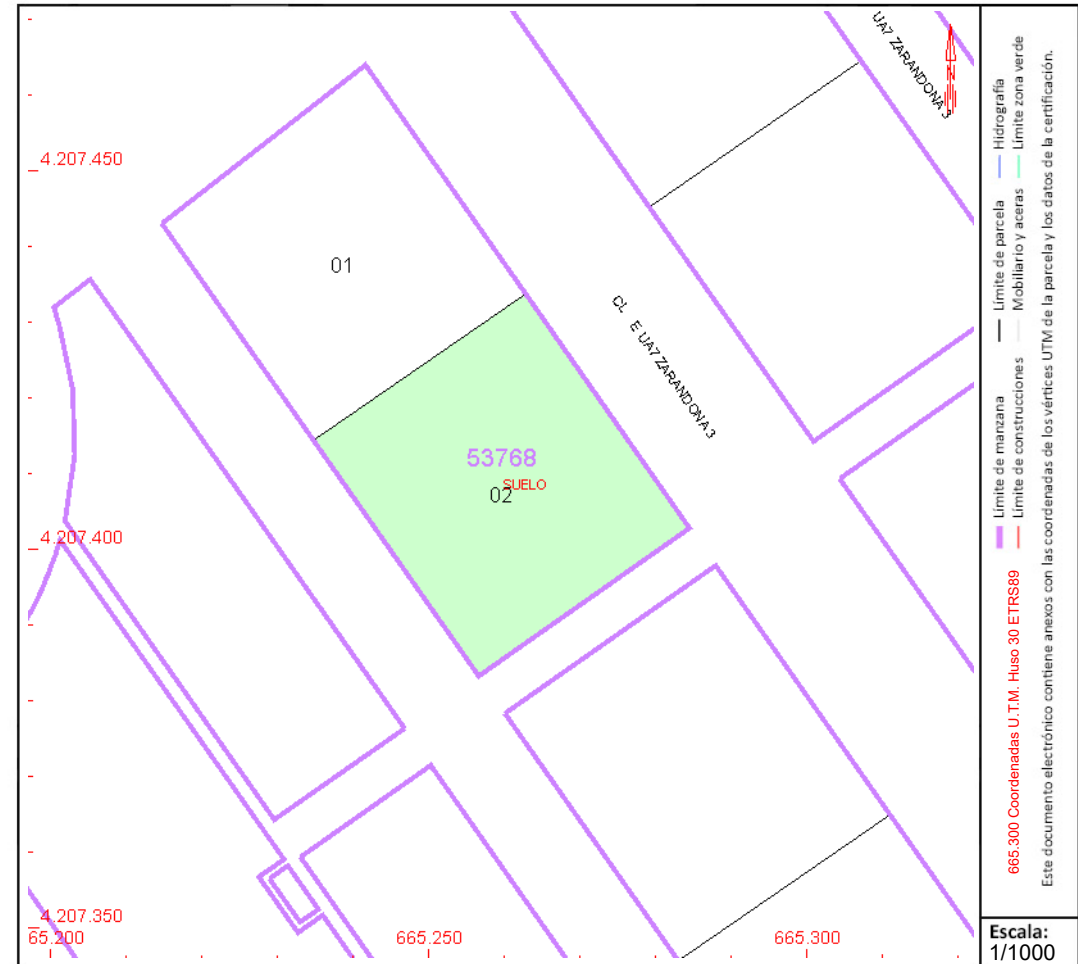 UA7 ZARANDONA 3
N
4.207.450
01
CL E UA7 ZARANDONA 3
53768
SUELO
02
4.207.400
4.207.350
65.200
665.250
665.300
Límite de manzana
Límite de parcela
Hidrografía
Límite de construcciones
Mobiliario y aceras
Límite zona verde
665.300 Coordenadas U.T.M. Huso 30 ETRS89
Este documento electrónico contiene anexos con las coordenadas de los vértices UTM de la parcela y los datos de la certificación.
Escala:
1/1000